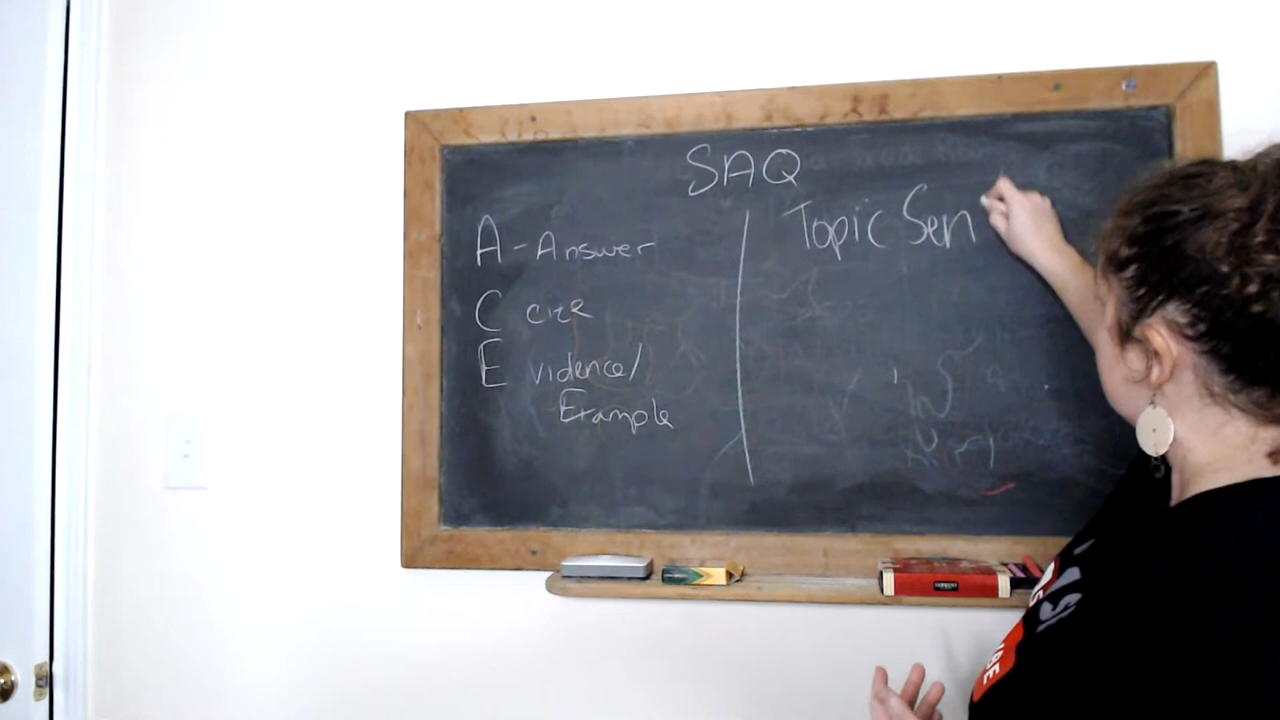 SAQ
A - Answer
C cite
E vidence/
Example
Topic Sen